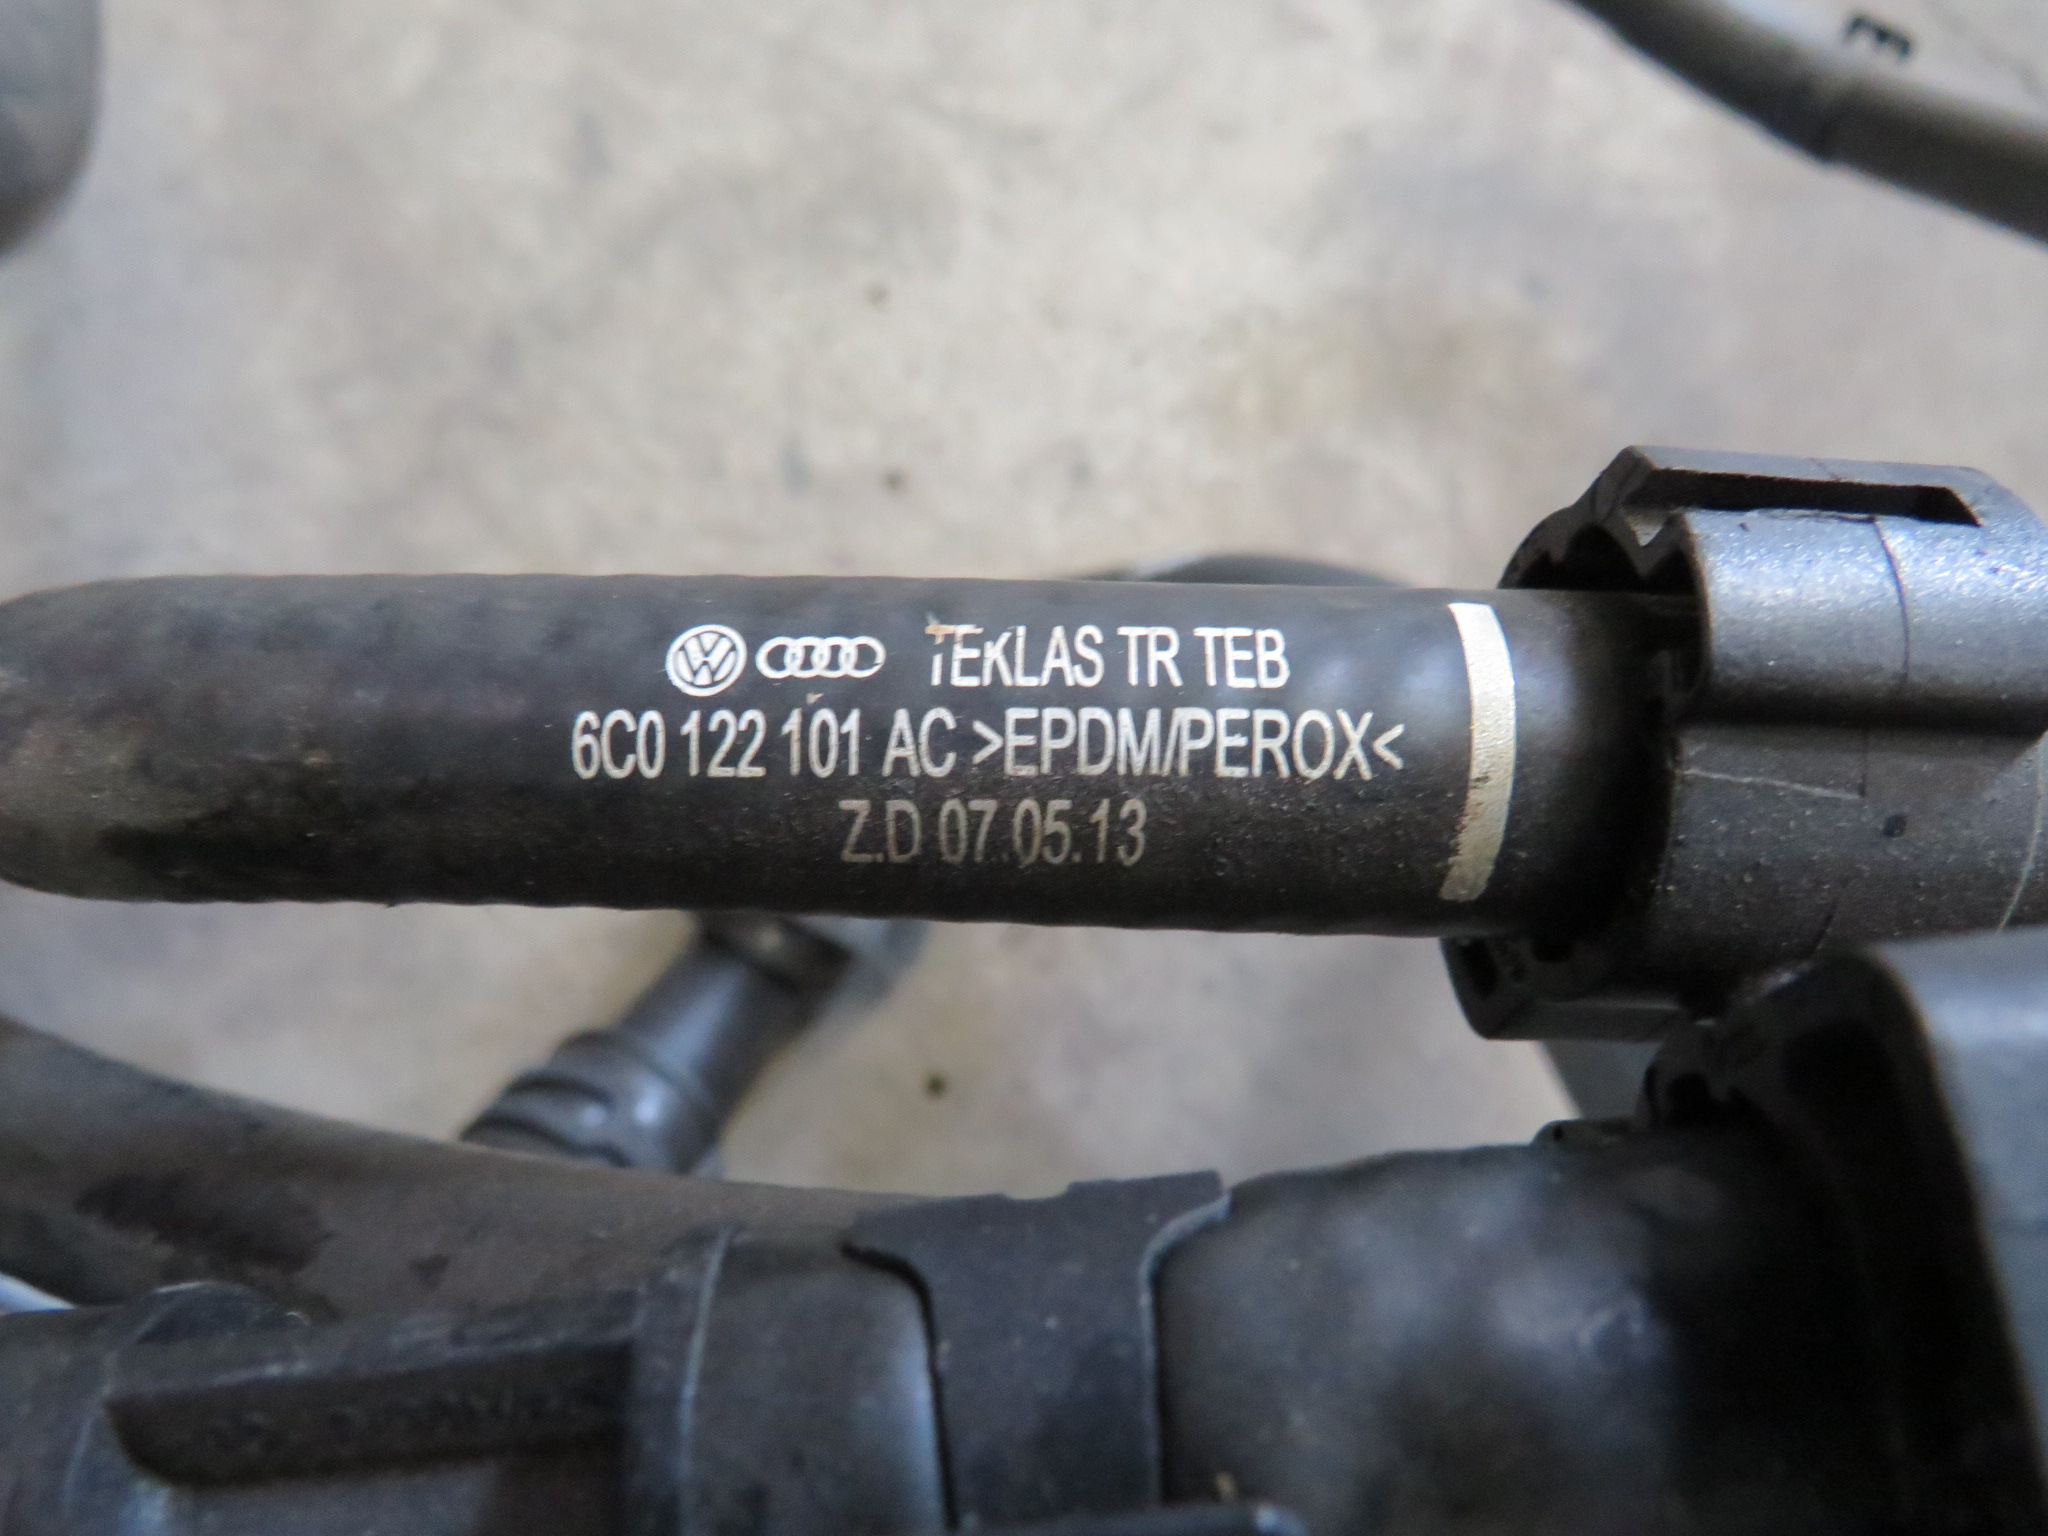 TEKLAS TR TEB
6C0 122 101 AC >EPDM/PEROX<
Z.D 07.05.13